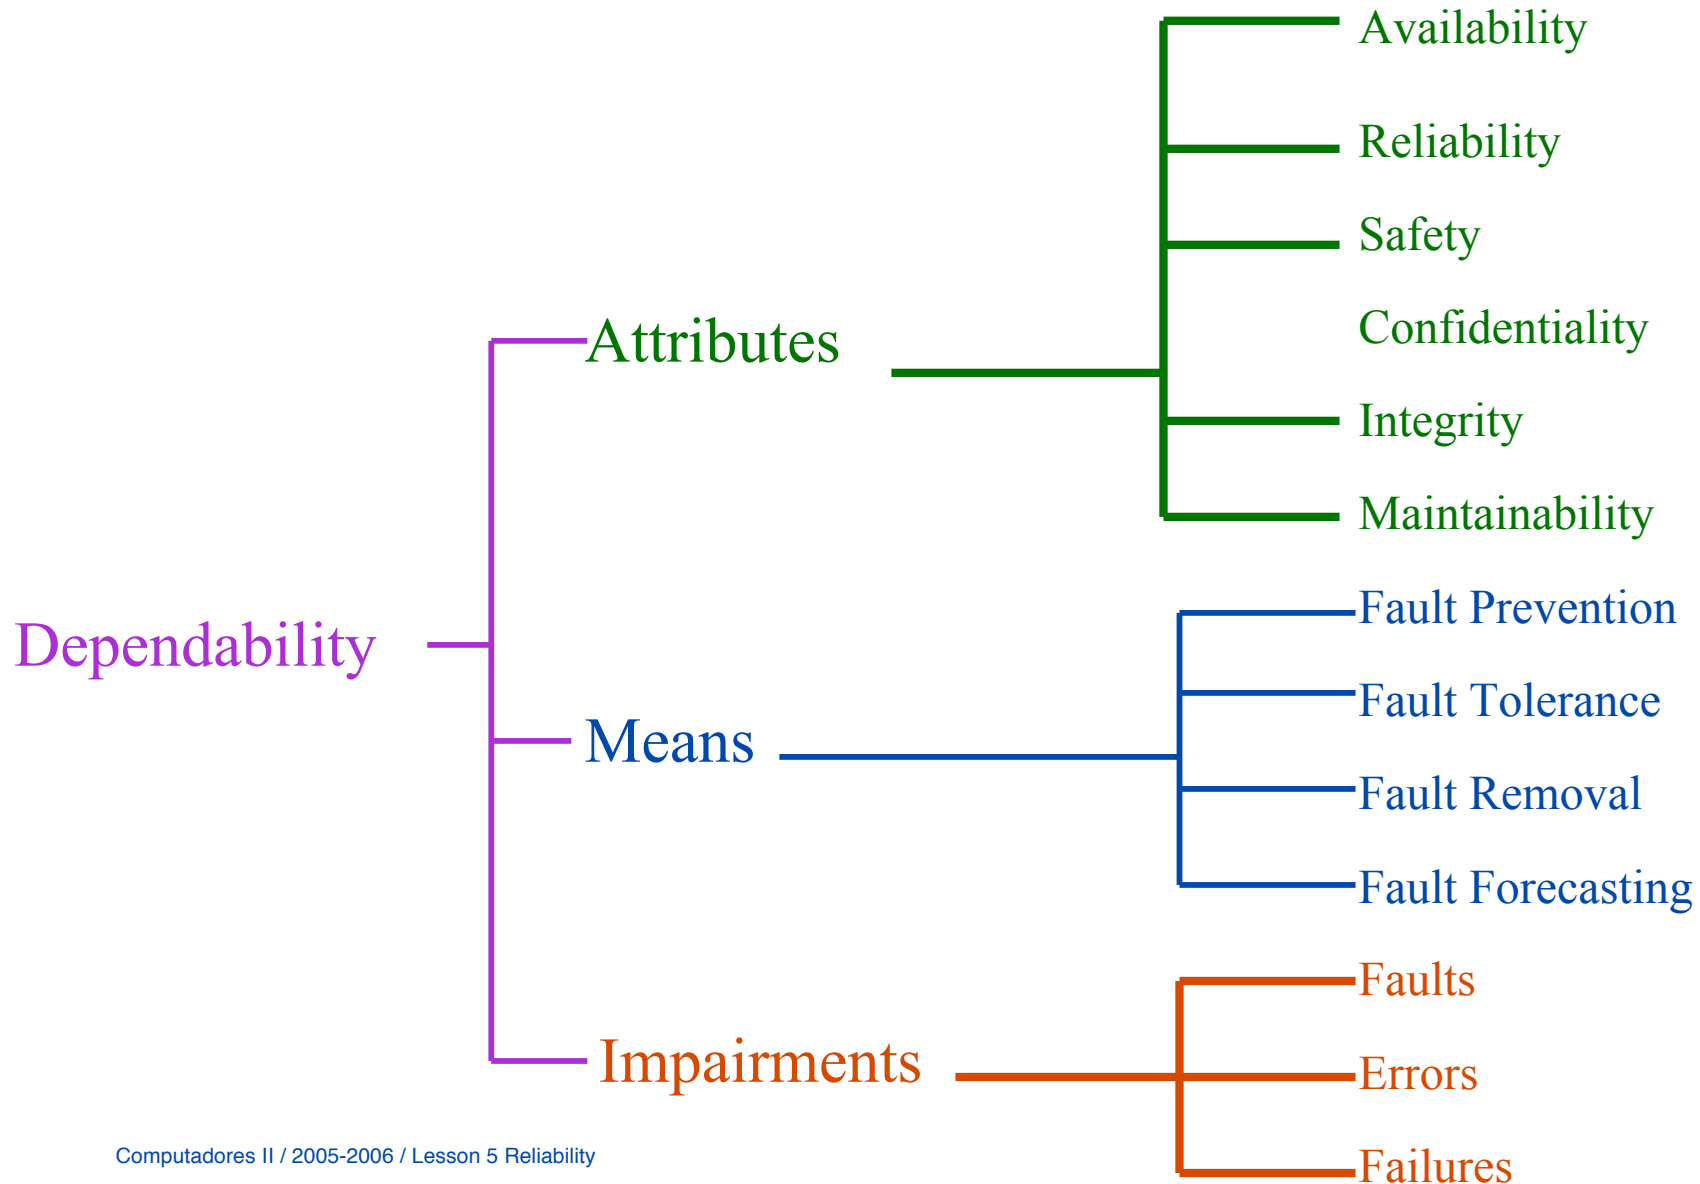 Availability
Reliability
Safety
Confidentiality
Attributes
Integrity
Maintainability
Fault Prevention
Dependability
Fault Tolerance
Means
Fault Removal
Fault Forecasting
Faults
Impairments
Errors
Failures
Computadores II / 2005-2006 / Lesson 5 Reliability